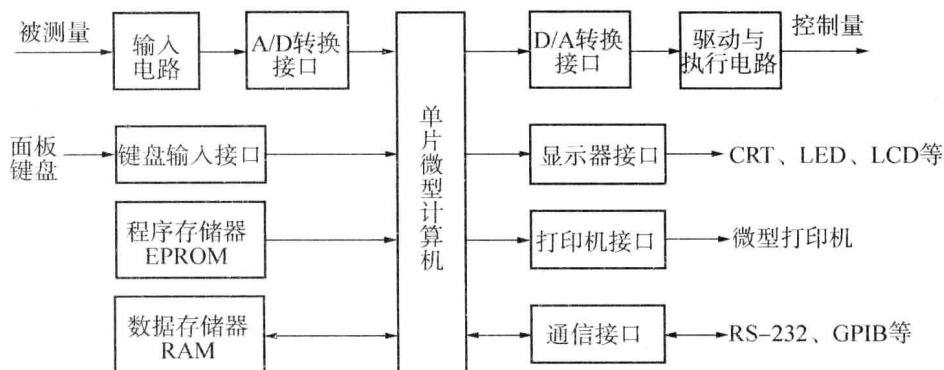 被测量
输入
电路
A/D转换
接口
D/A转换
接口
驱动与
执行电路
控制量
面板
键盘
键盘输入接口
单片微型计算机
显示器接口
CRT、LED、LCD等
程序存储器
EPROM
打印机接口
微型打印机
数据存储器
RAM
通信接口
RS-232、GPIB等